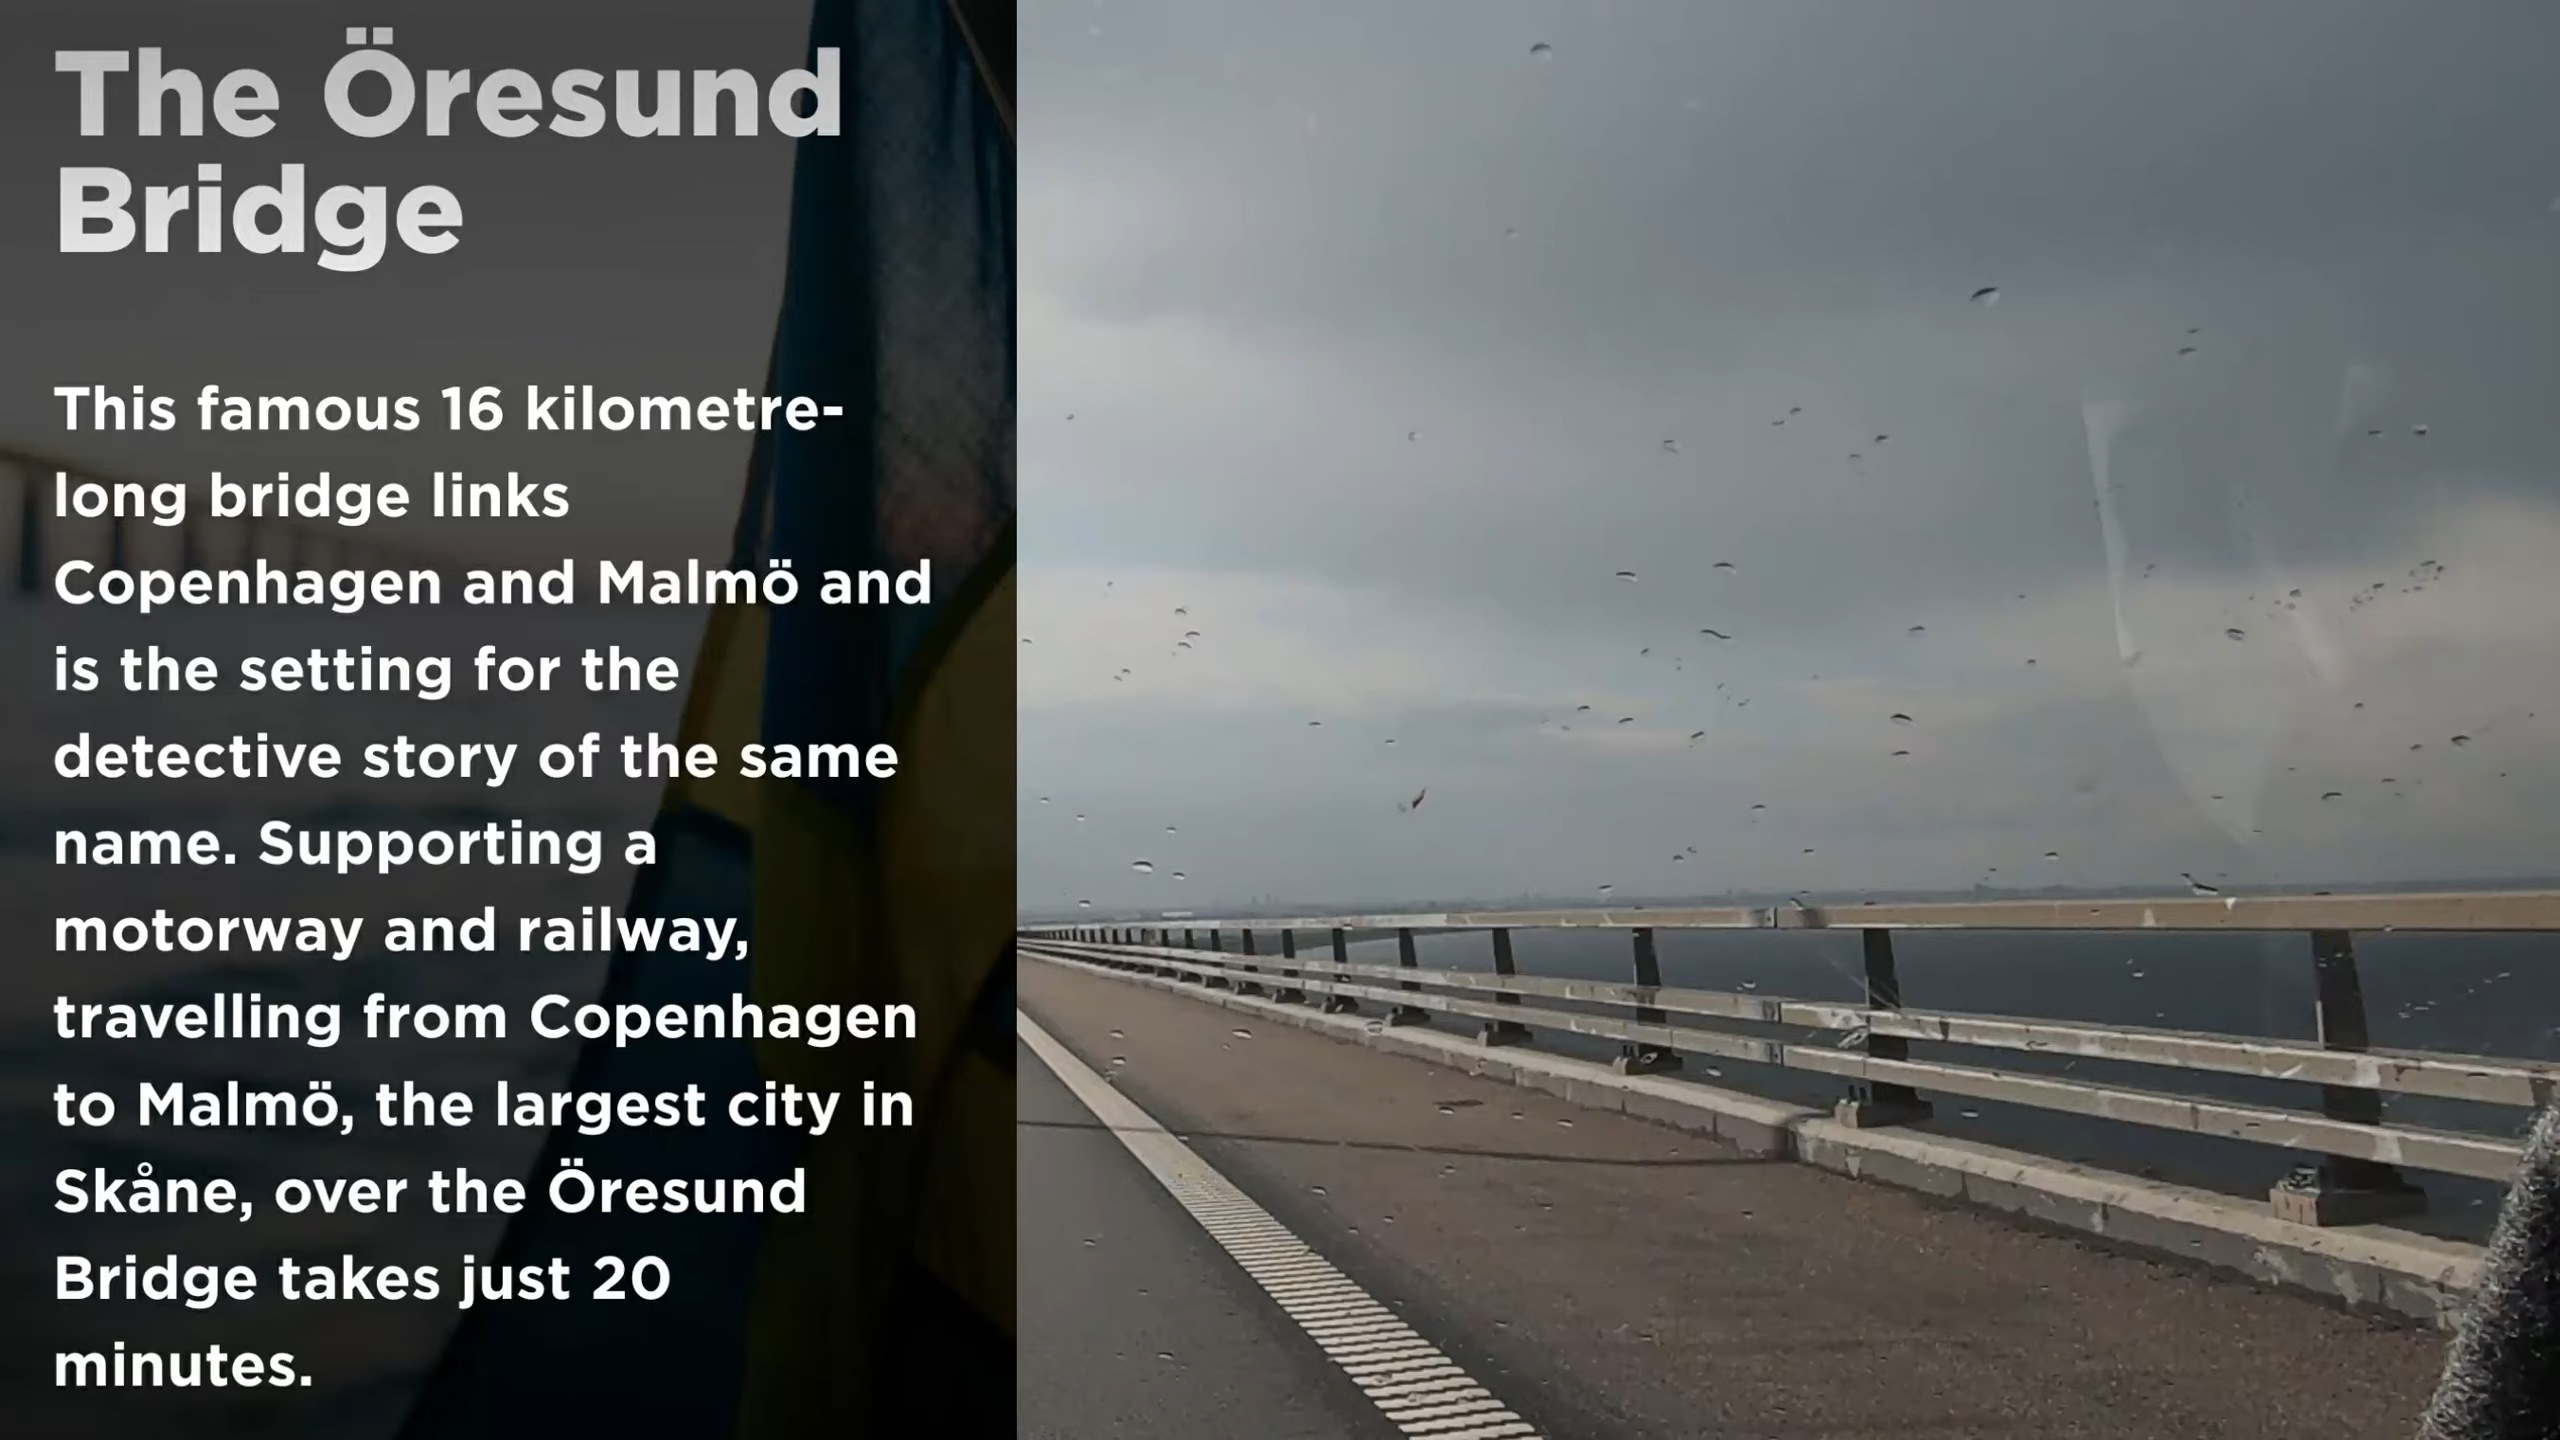 The Öresund
Bridge
This famous 16 kilometre-
long bridge links
Copenhagen and Malmö and
is the setting for the
detective story of the same
name. Supporting a
motorway and railway,
travelling from Copenhagen
to Malmö, the largest city in
Skåne, over the Öresund
Bridge takes just 20
minutes.